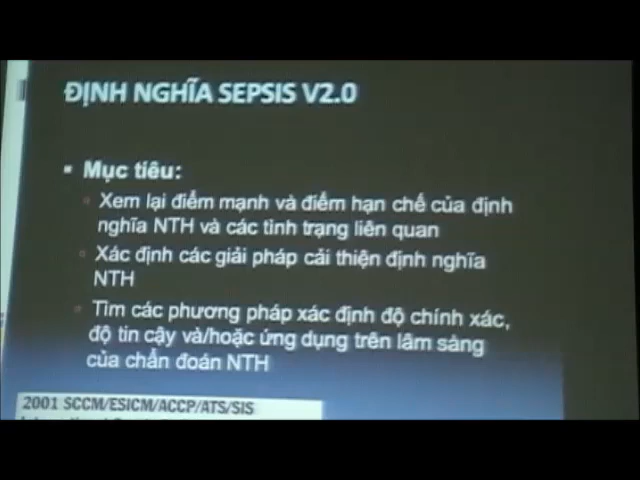 ĐỊNH NGHĨA SEPSIS V2.0
Mục tiêu:
Xem lại điểm mạnh và điểm hạn chế của định
nghĩa NTH và các tình trạng liên quan
Xác định các giải pháp cải thiện định nghĩa
NTH
Tìm các phương pháp xác định độ chính xác,
độ tin cậy và/hoặc ứng dụng trên lâm sàng
của chẩn đoán NTH
2001 SCCM/ESICM/ACCP/ATS/SIS